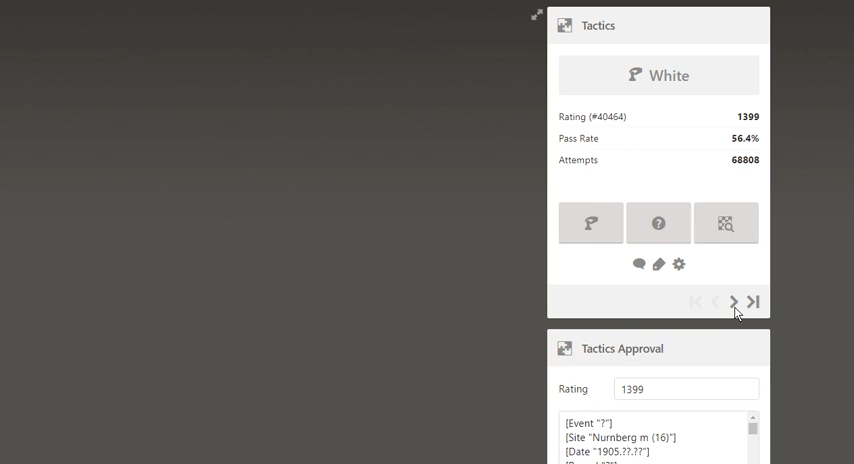 Tactics
White
Rating (#40464) 1399
Pass Rate 56.4%
Attempts 68808
Tactics Approval
Rating 1399
[Event "?"]
[Site "Nurnberg m (16)"]
[Date "1905.??.??"]